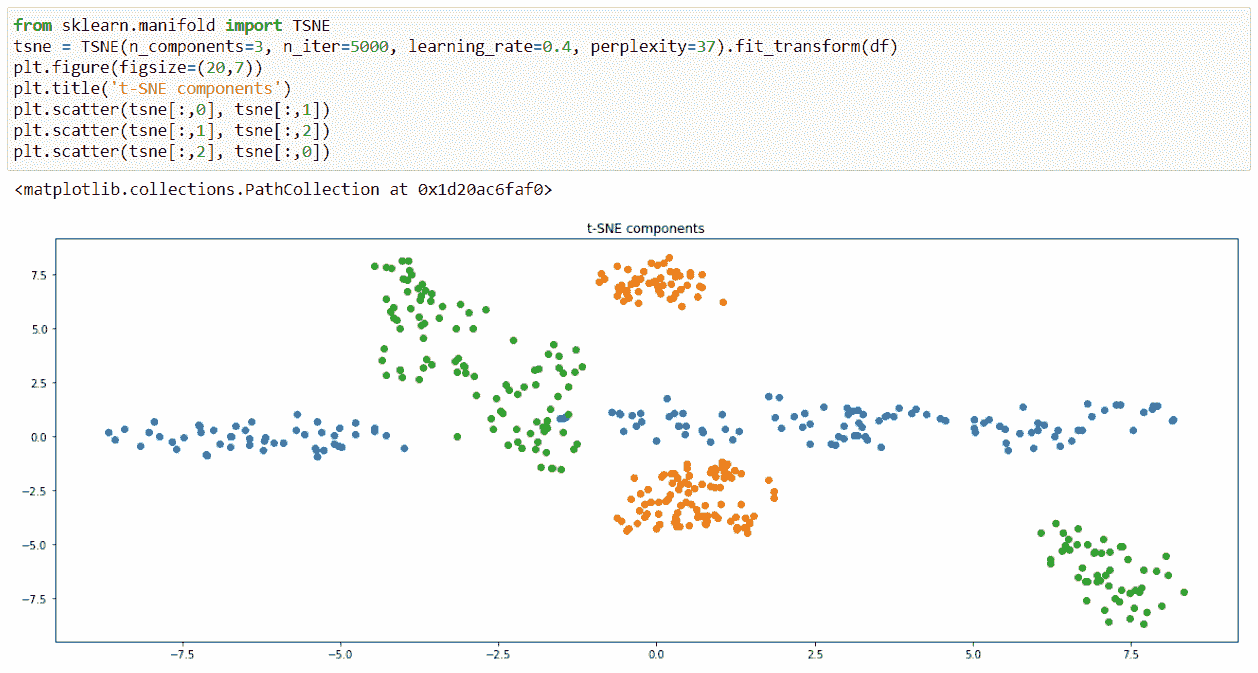 from sklearn.manifold import TSNE
tsne = TSNE(n_components=3, n_iter=5000, learning_rate=0.4, perplexity=37).fit_transform(df)
plt.figure(figsize=(20,7))
plt.title('t-SNE components')
plt.scatter(tsne[:,0], tsne[:,1])
plt.scatter(tsne[:,1], tsne[:,2])
plt.scatter(tsne[:,2], tsne[:,0])
<matplotlib.collections.PathCollection at 0x1d20ac6faf0>
t-SNE components
7.5
5.0
2.5
0.0
−2.5
−5.0
−7.5
−7.5 −5.0 −2.5 0.0 2.5 5.0 7.5